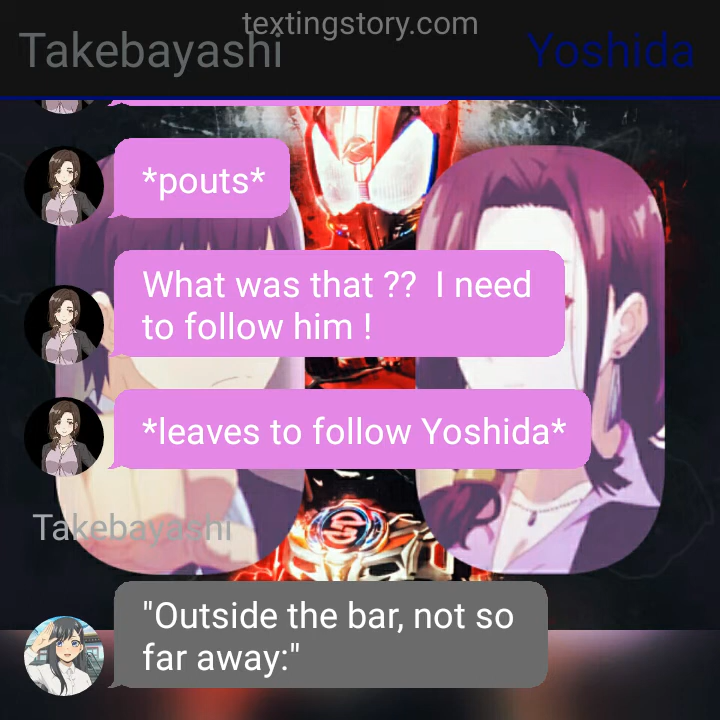 textingstory.com
Takebayashi
Yoshida
*pouts*
What was that ??  I need
to follow him !
*leaves to follow Yoshida*
Takebayashi
"Outside the bar, not so
far away:"